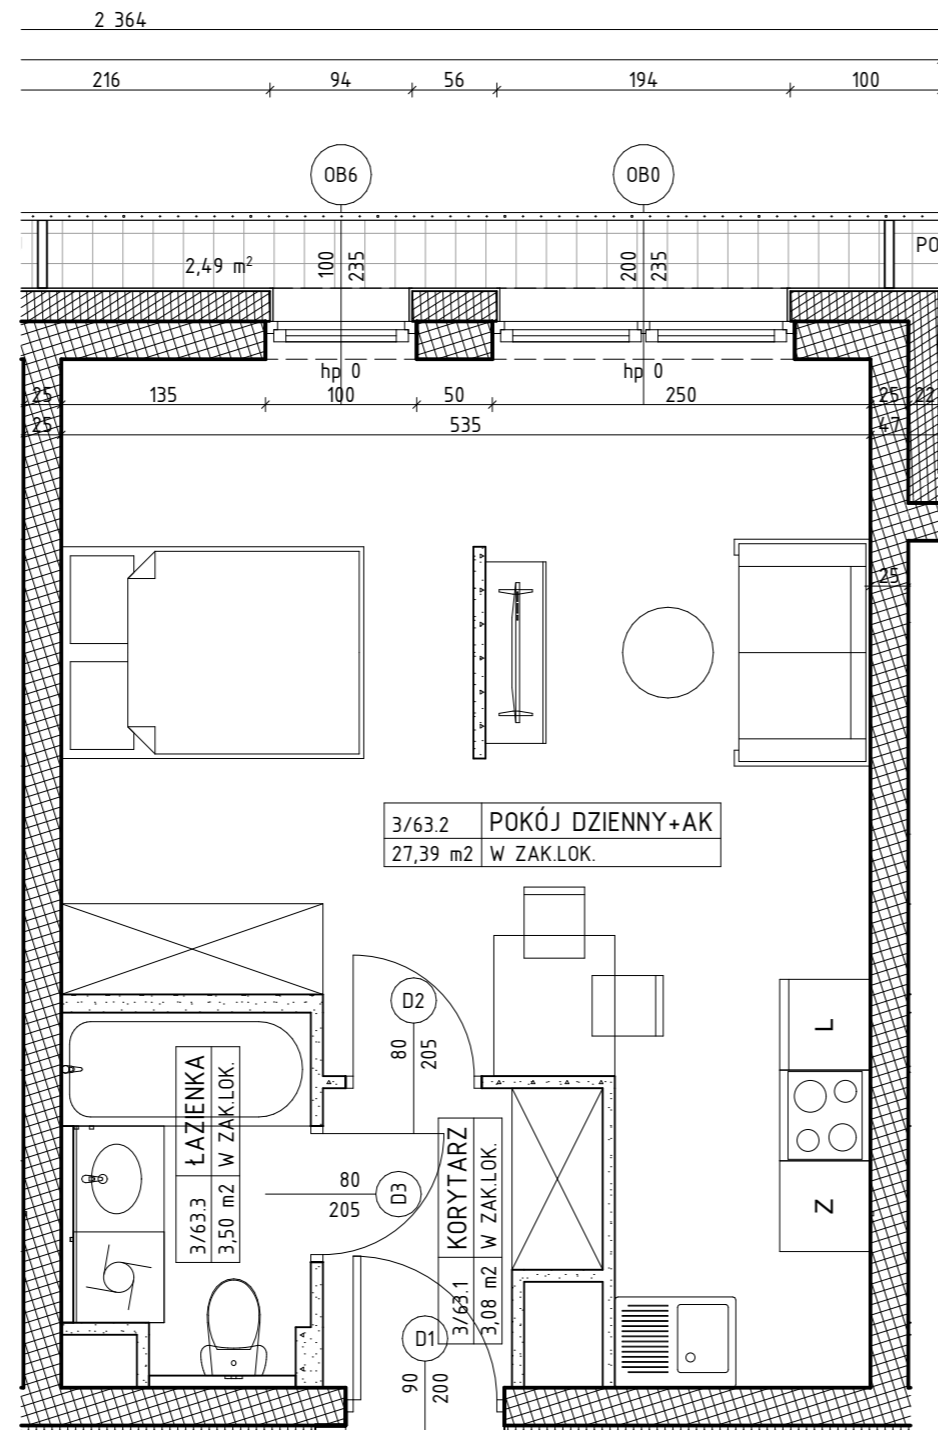 2 364
216 94 56 194 100
OB6 OB0
PO
2,49 m²
100
235
200
235
hp 0 hp 0
25 135 100 50 250 25 22
25 535 47
25
3/63.2 POKÓJ DZIENNY+AK
27,39 m2 W ZAK.LOK.
D2
80
205
L
3/63.3 ŁAZIENKA
3,50 m2 W ZAK.LOK.
80
205
D3
3/63.1 KORYTARZ
3,08 m2 W ZAK.LOK.
Z
D1
90
200